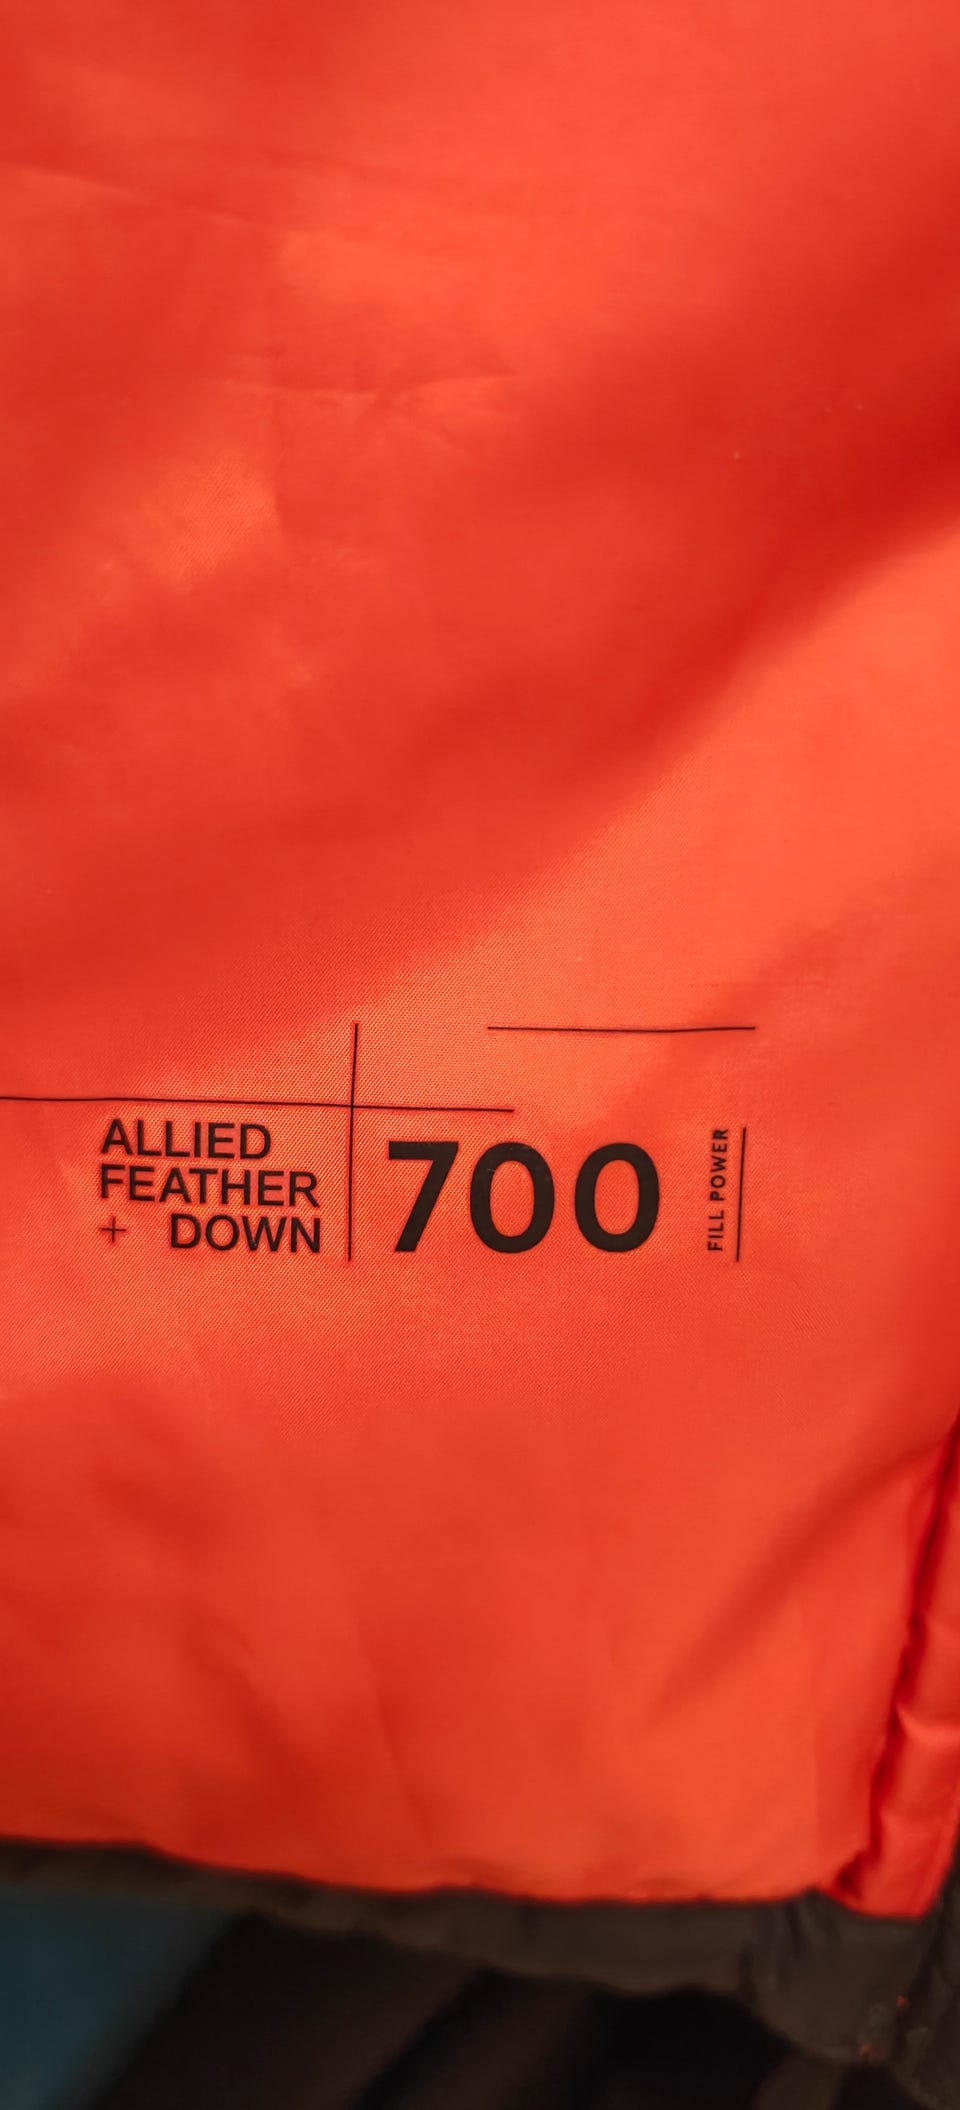 ALLIED
FEATHER
+ DOWN
700
FILL POWER